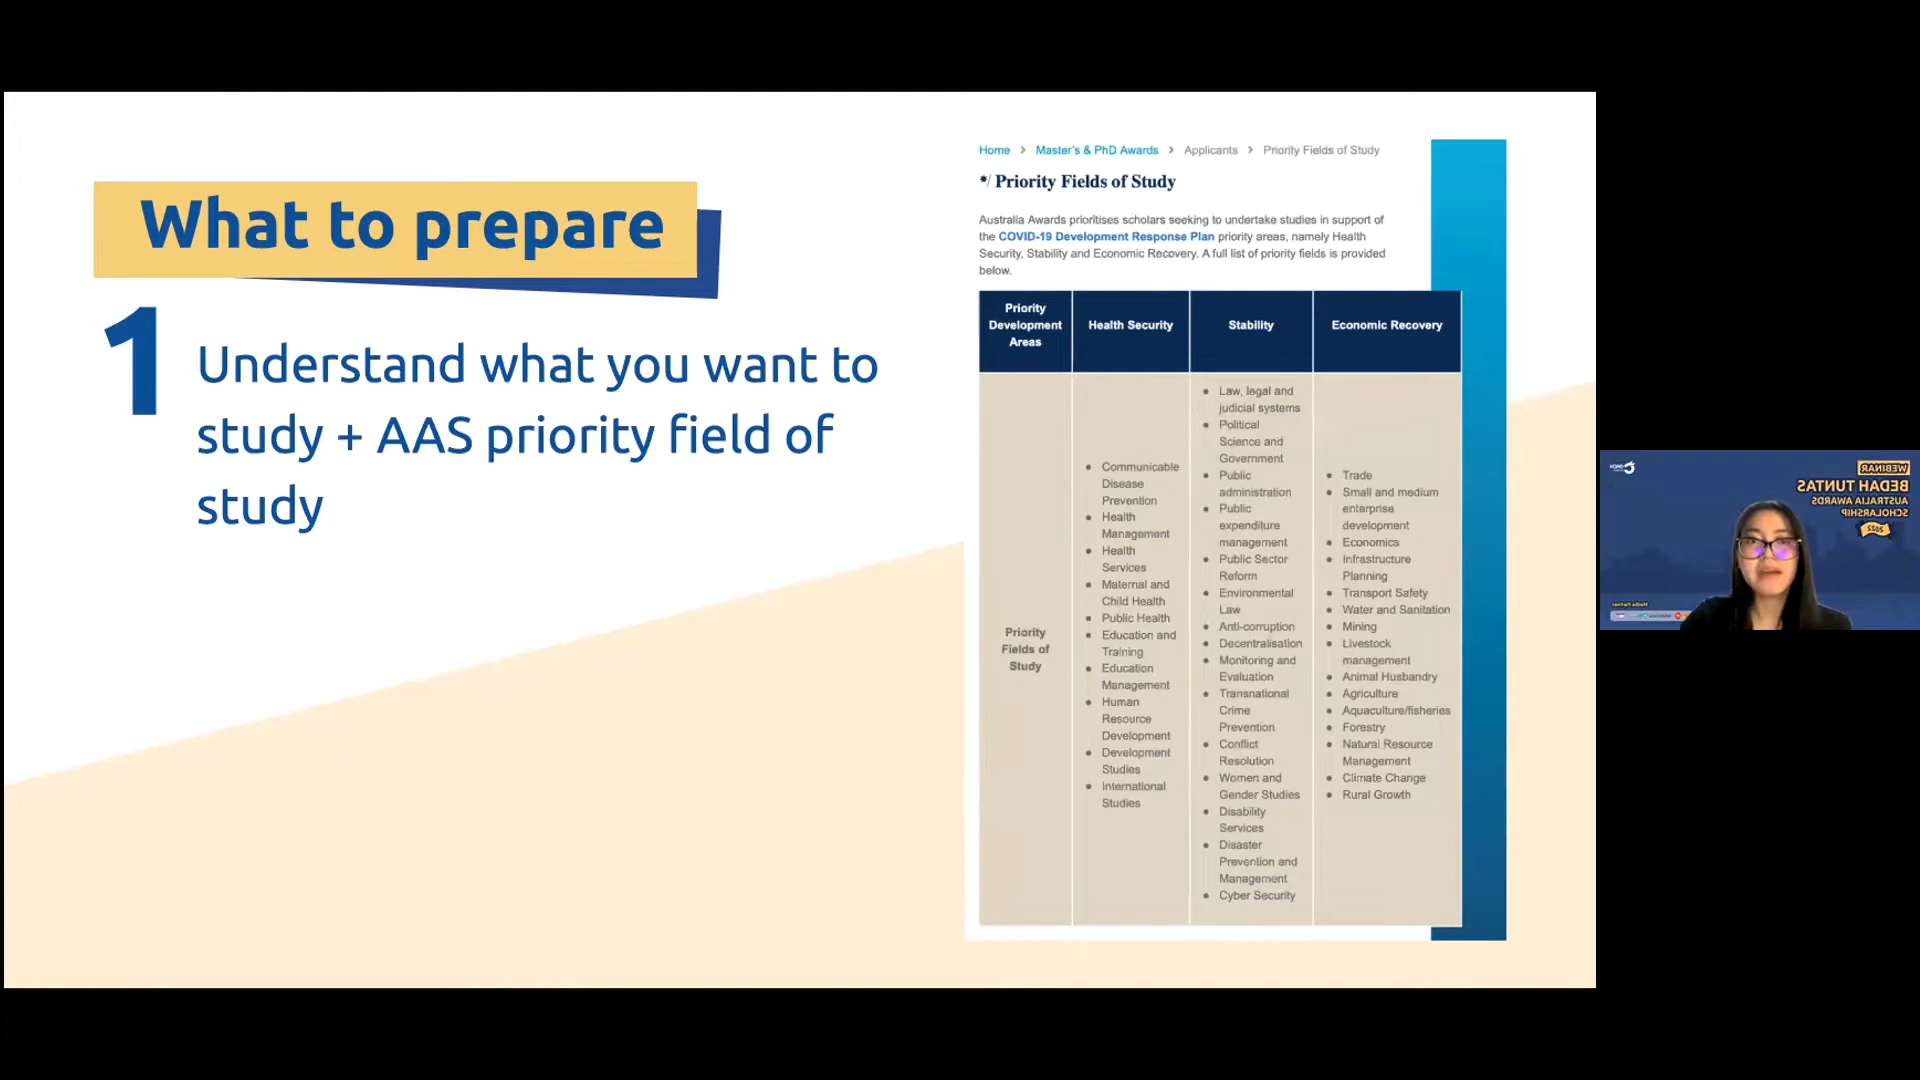 What to prepare
1
Understand what you want to
study + AAS priority field of
study
Home > Master's & PhD Awards > Applicants > Priority Fields of Study
*/ Priority Fields of Study
Australia Awards prioritises scholars seeking to undertake studies in support of
the COVID-19 Development Response Plan priority areas, namely Health
Security, Stability and Economic Recovery. A full list of priority fields is provided
below.
Priority
Development
Areas
Health Security
Stability
Economic Recovery
Priority
Fields of
Study
• Communicable
Disease
Prevention
• Health
Management
• Health
Services
• Maternal and
Child Health
• Public Health
• Education and
Training
• Education
Management
• Human
Resource
Development
• Development
Studies
• International
Studies
• Law, legal and
judicial systems
• Political
Science and
Government
• Public
administration
• Public
expenditure
management
• Public Sector
Reform
• Environmental
Law
• Anti-corruption
• Decentralisation
• Monitoring and
Evaluation
• Transnational
Crime
Prevention
• Conflict
Resolution
• Women and
Gender Studies
• Disability
Services
• Disaster
Prevention and
Management
• Cyber Security
• Trade
• Small and medium
enterprise
development
• Economics
• Infrastructure
Planning
• Transport Safety
• Water and Sanitation
• Mining
• Livestock
management
• Animal Husbandry
• Agriculture
• Aquaculture/fisheries
• Forestry
• Natural Resource
Management
• Climate Change
• Rural Growth
WEBINAR
BEDAH TUNTAS
AUSTRALIA AWARDS
SCHOLARSHIP
2022
Media Partner